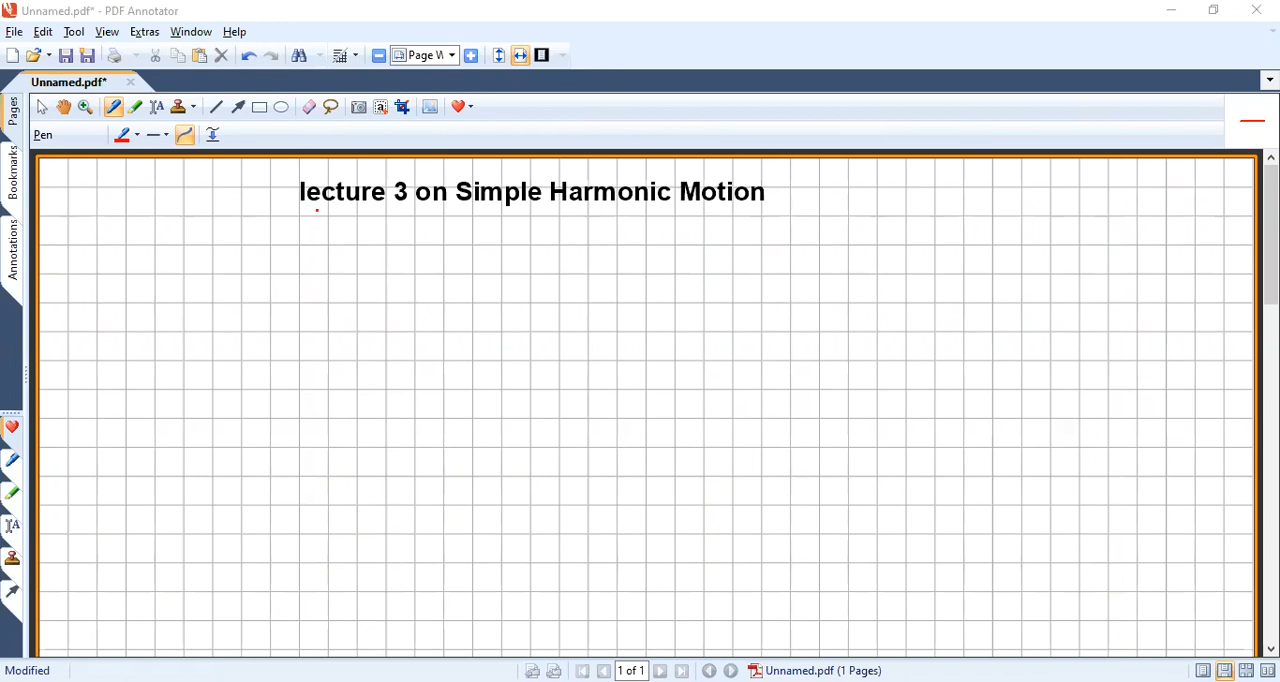 Unnamed.pdf* - PDF Annotator
File Edit Tool View Extras Window Help
Page W
Unnamed.pdf*
Pen
Pages
Bookmarks
Annotations
lecture 3 on Simple Harmonic Motion
Modified
1 of 1
Unnamed.pdf (1 Pages)